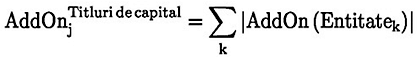 AddOn_j^{Titluri de capital} = ∑_k |AddOn (Entitate_k)|